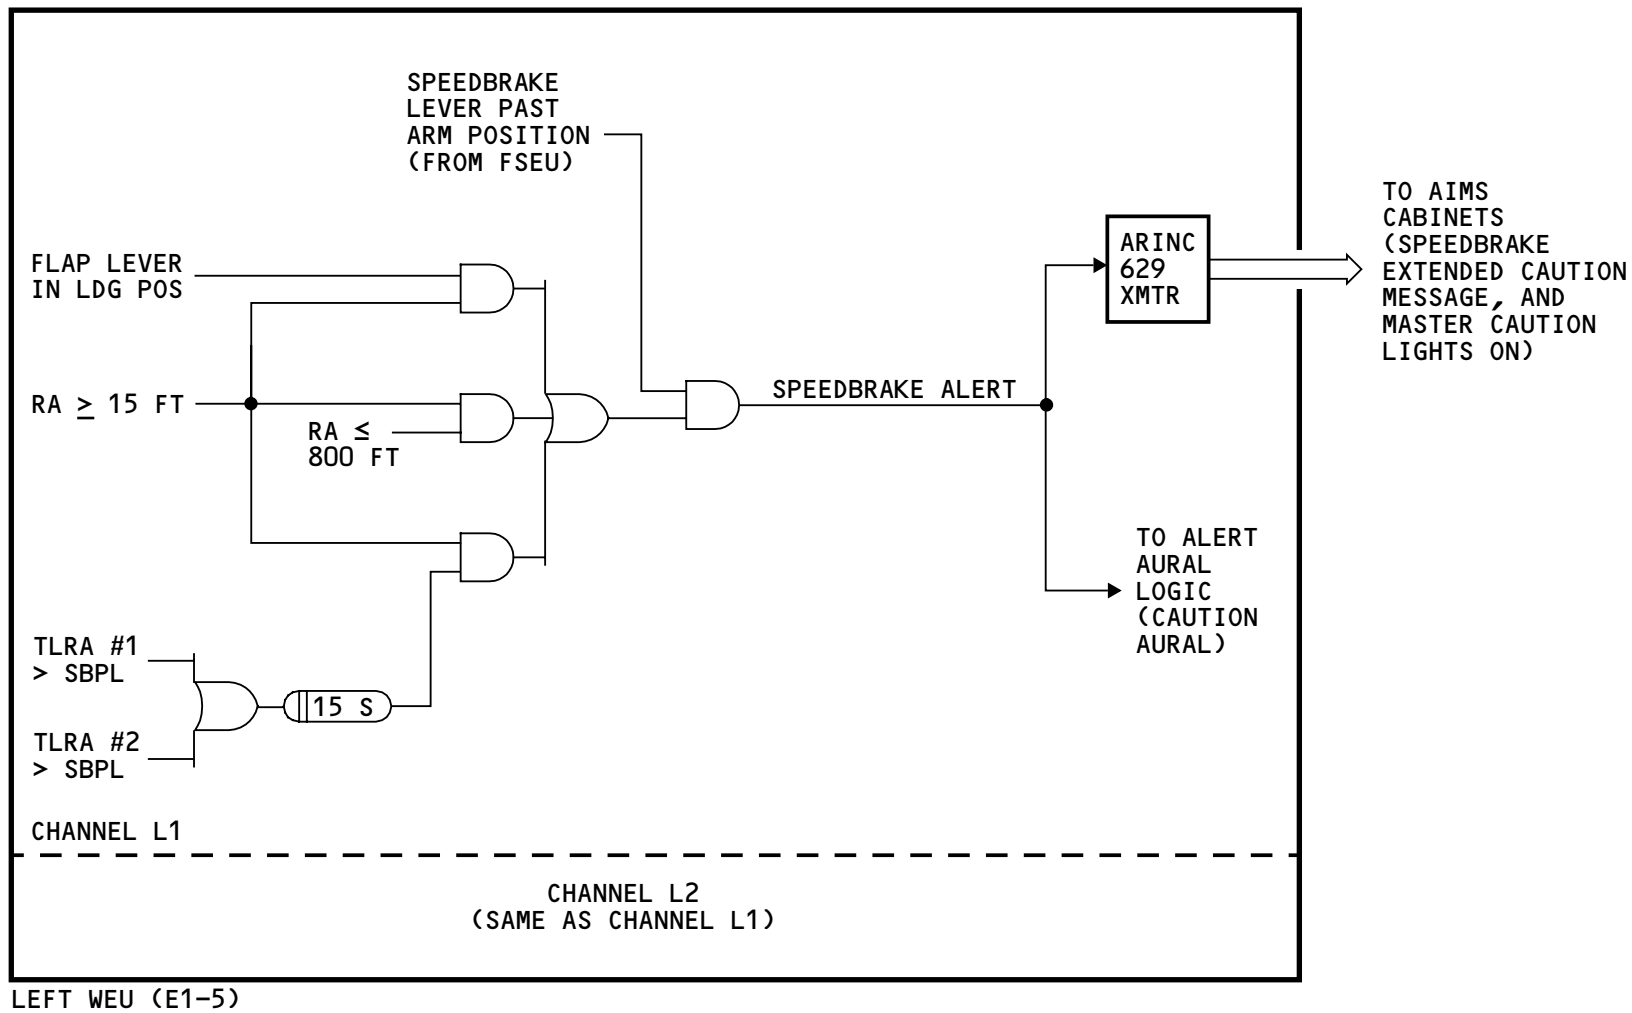 SPEEDBRAKE
LEVER PAST
ARM POSITION
(FROM FSEU)
TO AIMS
CABINETS
(SPEEDBRAKE
EXTENDED CAUTION
MESSAGE, AND
MASTER CAUTION
LIGHTS ON)
ARINC
629
XMTR
FLAP LEVER
IN LDG POS
SPEEDBRAKE ALERT
RA ≥ 15 FT
RA ≤
800 FT
TO ALERT
AURAL
LOGIC
(CAUTION
AURAL)
TLRA #1
> SBPL
15 S
TLRA #2
> SBPL
CHANNEL L1
CHANNEL L2
(SAME AS CHANNEL L1)
LEFT WEU (E1-5)